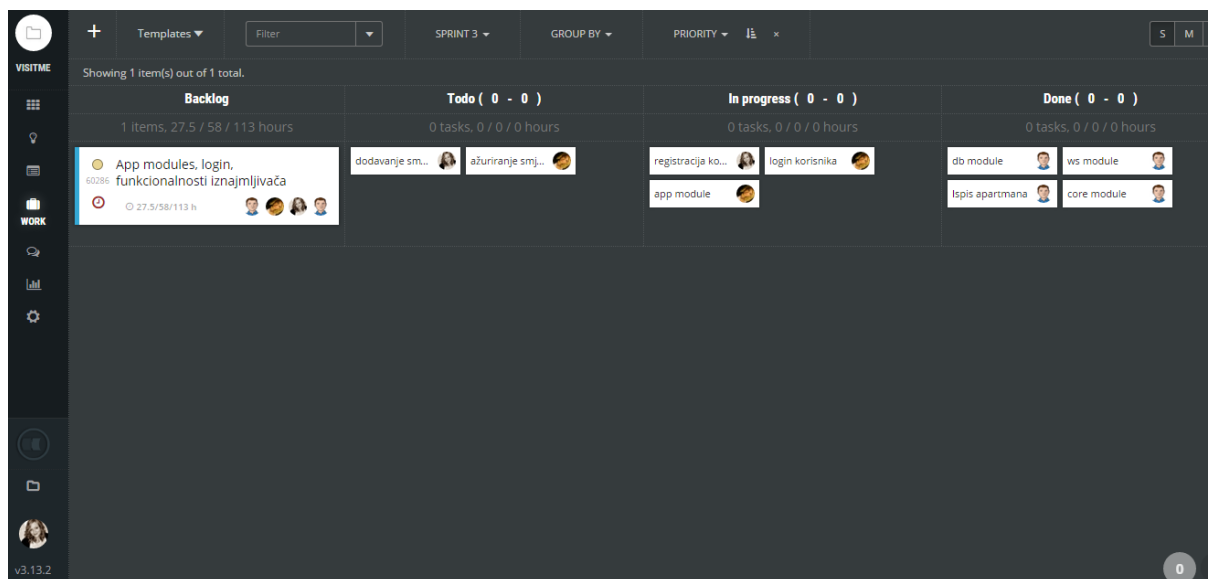 + Templates Filter SPRINT 3 GROUP BY PRIORITY × S M
VISITME
Showing 1 item(s) out of 1 total.
Backlog Todo ( 0 - 0 ) In progress ( 0 - 0 ) Done ( 0 - 0 )
1 items, 27.5 / 58 / 113 hours 0 tasks, 0 / 0 / 0 hours 0 tasks, 0 / 0 / 0 hours 0 tasks, 0 / 0 / 0 hours
App modules, login,
60286 funkcionalnosti iznajmljivača
27.5/58/113 h
dodavanje sm... ažuriranje smj...
registracija ko... login korisnika
app module
db module ws module
Ispis apartmana core module
WORK
v3.13.2
0